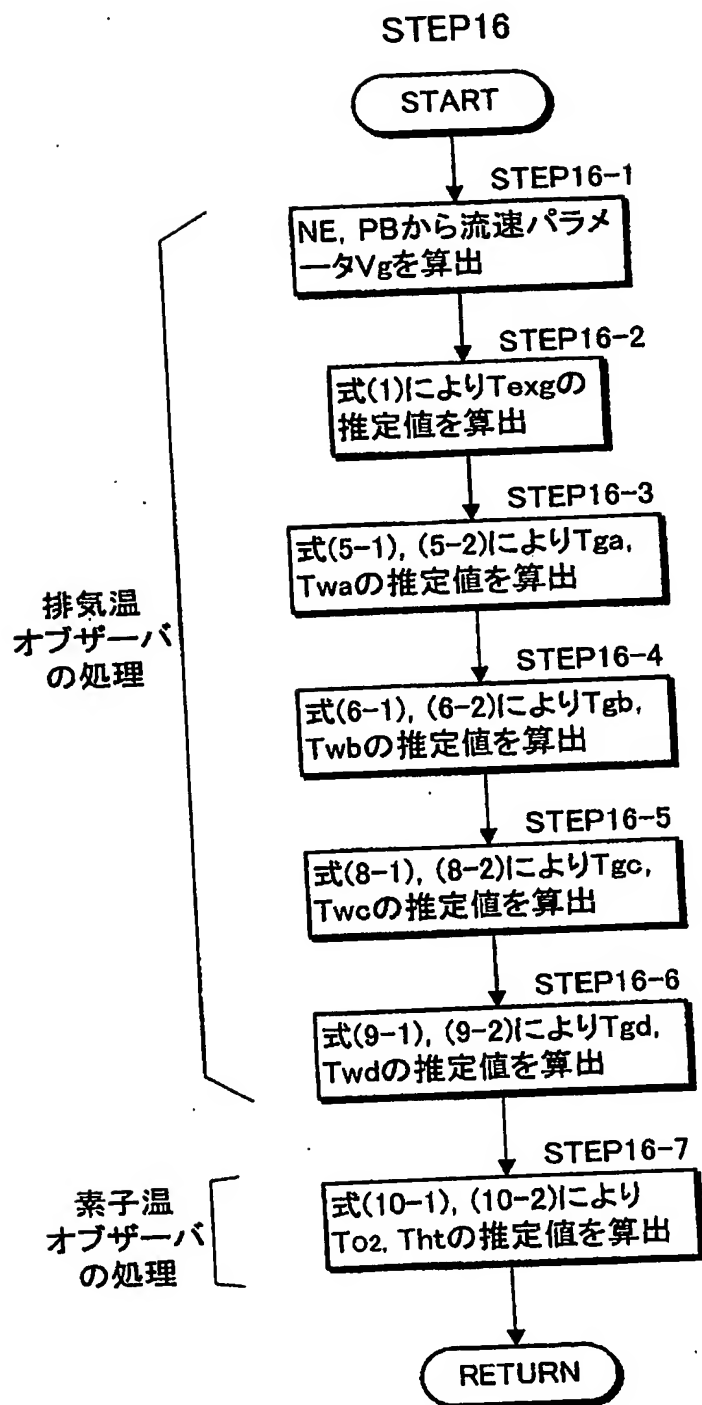 STEP16
START
STEP16-1
NE, PBから流速パラメ
ータVgを算出
STEP16-2
式(1)によりTexgの
推定値を算出
STEP16-3
式(5-1), (5-2)によりTga,
Twaの推定値を算出
STEP16-4
式(6-1), (6-2)によりTgb,
Twbの推定値を算出
STEP16-5
式(8-1), (8-2)によりTgc,
Twcの推定値を算出
STEP16-6
式(9-1), (9-2)によりTgd,
Twdの推定値を算出
排気温
オブザーバ
の処理
STEP16-7
式(10-1), (10-2)により
To2, Thtの推定値を算出
素子温
オブザーバ
の処理
RETURN